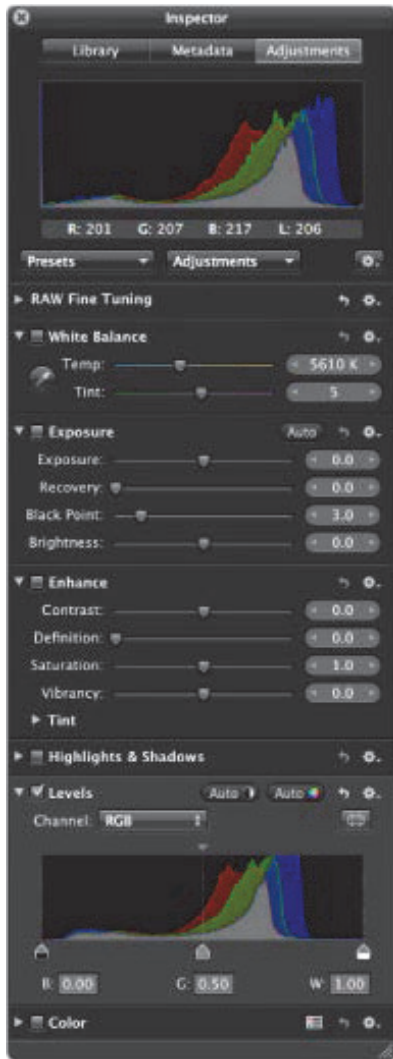 Inspector
Library Metadata Adjustments
R: 201 G: 207 B: 217 L: 206
Presets Adjustments
RAW Fine Tuning
White Balance
Temp: 5610 K
Tint: 5
Exposure Auto
Exposure: 0.0
Recovery: 0.0
Black Point: 3.0
Brightness: 0.0
Enhance
Contrast: 0.0
Definition: 0.0
Saturation: 1.0
Vibrancy: 0.0
Tint
Highlights & Shadows
Levels Auto Auto
Channel: RGB
B: 0.00 G: 0.50 W: 1.00
Color